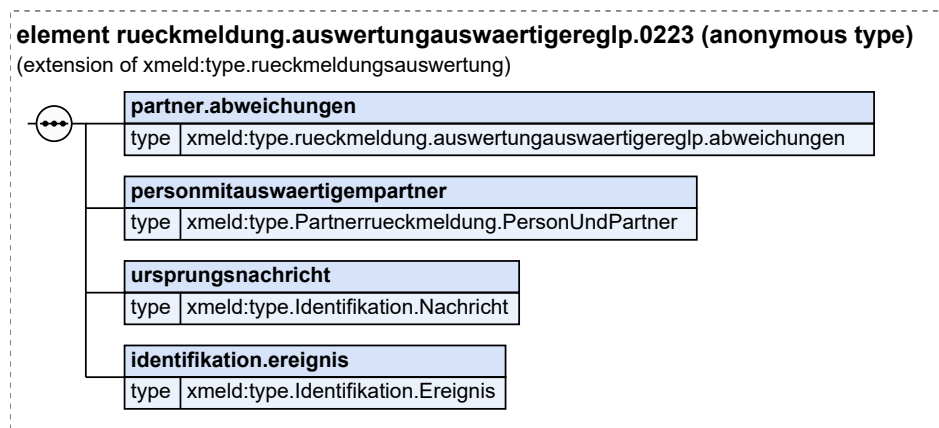 element rueckmeldung.auswertungauswaertigereglp.0223 (anonymous type)
(extension of xmeld:type.rueckmeldungsauswertung)
partner.abweichungen
type xmeld:type.rueckmeldung.auswertungauswaertigereglp.abweichungen
personmitauswaertigempartner
type xmeld:type.Partnerrueckmeldung.PersonUndPartner
ursprungsnachricht
type xmeld:type.Identifikation.Nachricht
identifikation.ereignis
type xmeld:type.Identifikation.Ereignis